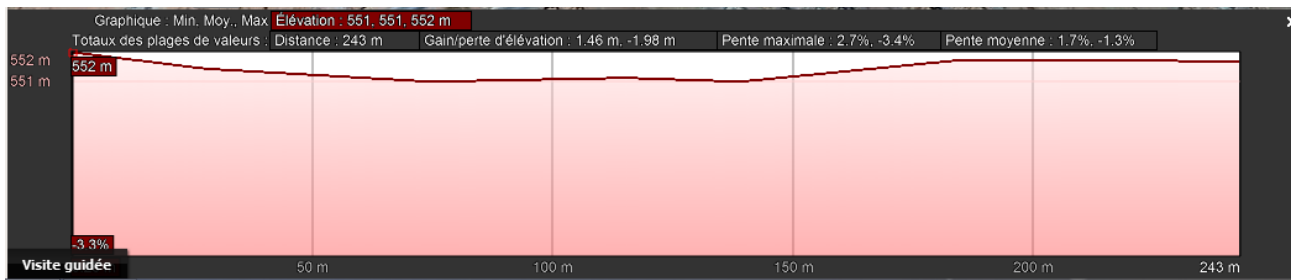 Graphique : Min. Moy., Max Élévation : 551, 551, 552 m
Totaux des plages de valeurs : Distance : 243 m Gain/perte d'élévation : 1.46 m, -1.98 m Pente maximale : 2.7%, -3.4% Pente moyenne : 1.7%, -1.3%
552 m 552 m
551 m
-3.3%
Visite guidée 50 m 100 m 150 m 200 m 243 m